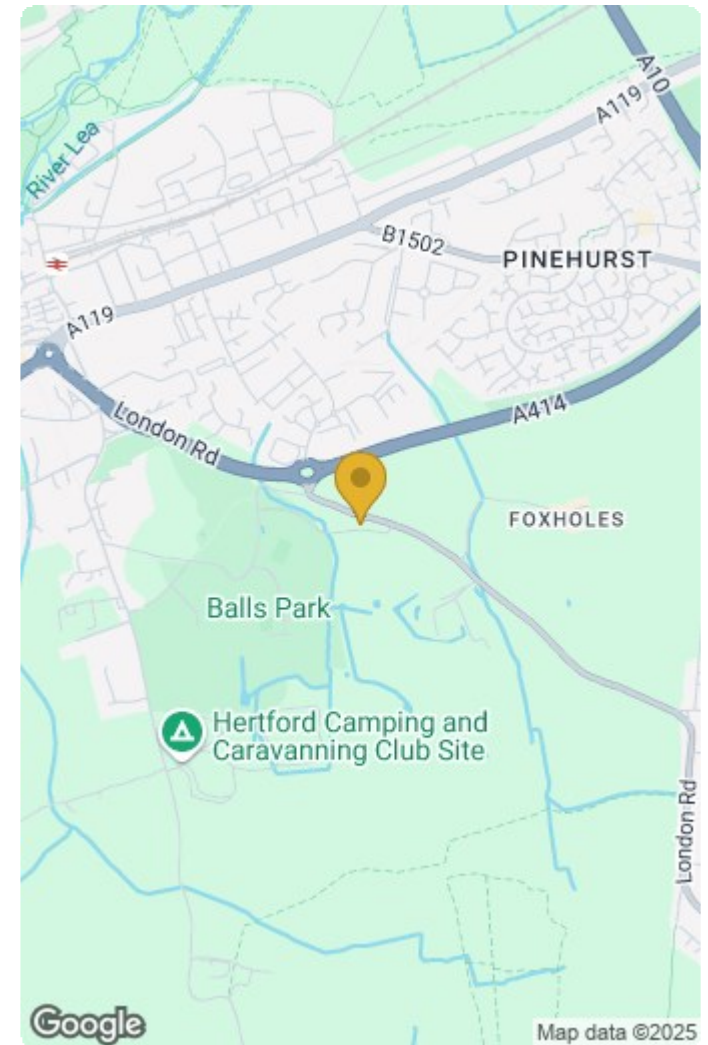 A10
A119
River Lea
B1502
PINEHURST
A119
London Rd
A414
FOXHOLES
Balls Park
Hertford Camping and
Caravanning Club Site
London Rd
Google
Map data ©2025